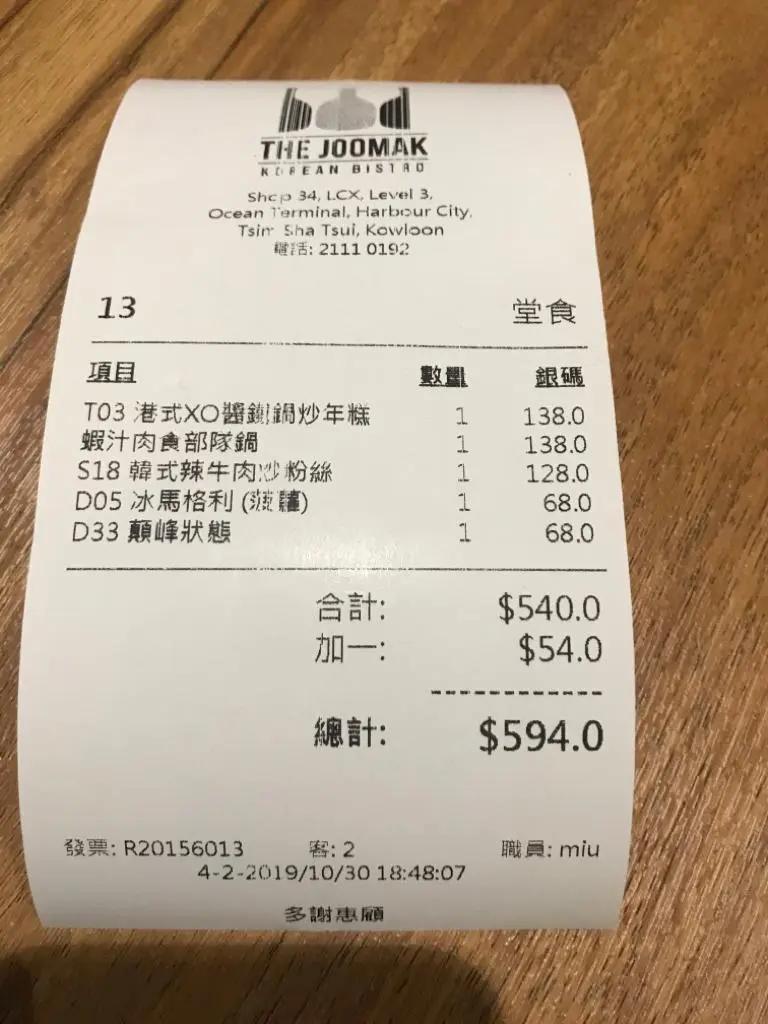 THE JOOMAK
KOREAN BISTRO
Shop 34, LCX, Level 3,
Ocean Terminal, Harbour City,
Tsim Sha Tsui, Kowloon
電話: 2111 0192
13 堂食
項目 數量 銀碼
T03 港式XO醬鐵鍋炒年糕 1 138.0
蝦汁肉食部隊鍋 1 138.0
S18 韓式辣牛肉炒粉絲 1 128.0
D05 冰馬格利 (菠蘿) 1 68.0
D33 顛峰狀態 1 68.0
合計: $540.0
加一: $54.0
------------
總計: $594.0
發票: R20156013 客: 2 職員: miu
4-2-2019/10/30 18:48:07
多謝惠顧